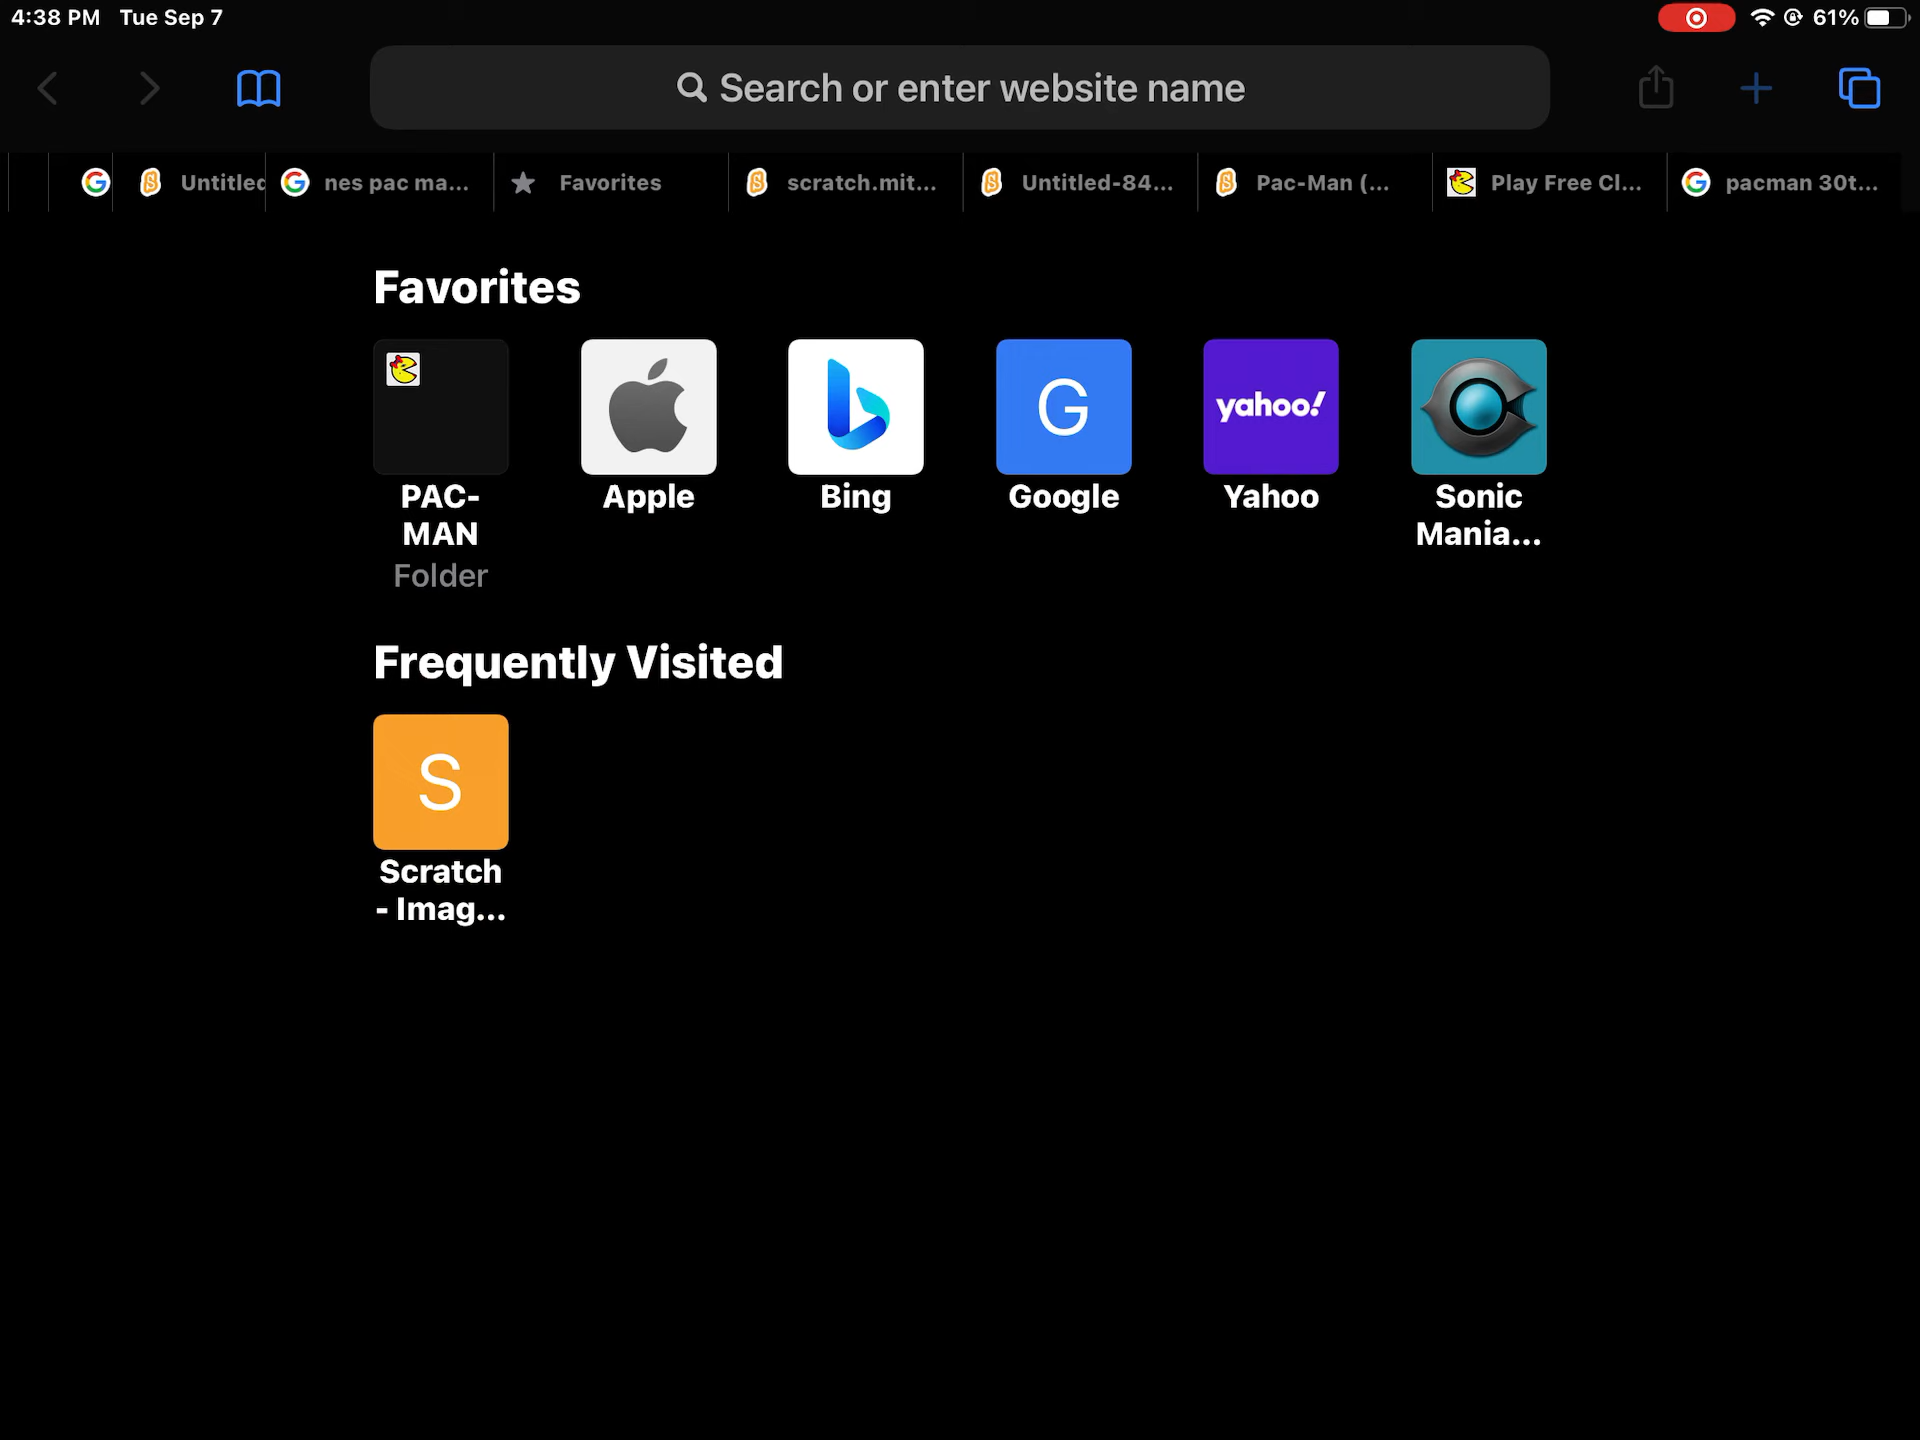 4:38 PM Tue Sep 7 61%
Search or enter website name
Untitled nes pac ma... Favorites scratch.mit... Untitled-84... Pac-Man (... Play Free Cl... pacman 30t...
Favorites
yahoo!
G
PAC-
MAN
Folder
Apple
Bing
Google
Yahoo
Sonic
Mania...
Frequently Visited
S
Scratch
- Imag...